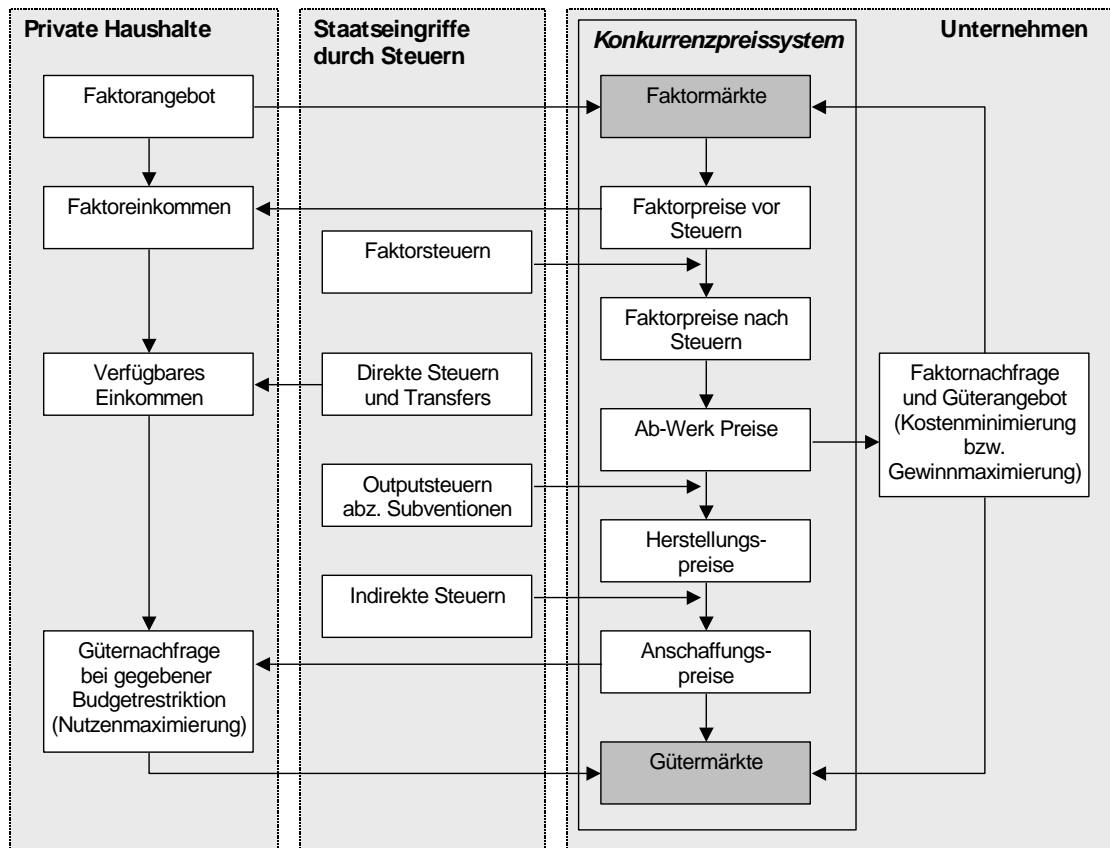 Private Haushalte
Staatseingriffe
durch Steuern
Konkurrenzpreissystem
Unternehmen
Faktorangebot
Faktormärkte
Faktoreinkommen
Faktorpreise vor
Steuern
Faktorsteuern
Faktorpreise nach
Steuern
Verfügbares
Einkommen
Direkte Steuern
und Transfers
Ab-Werk Preise
Faktornachfrage
und Güterangebot
(Kostenminimierung
bzw.
Gewinnmaximierung)
Outputsteuern
abz. Subventionen
Herstellungs-
preise
Indirekte Steuern
Güternachfrage
bei gegebener
Budgetrestriktion
(Nutzenmaximierung)
Anschaffungs-
preise
Gütermärkte